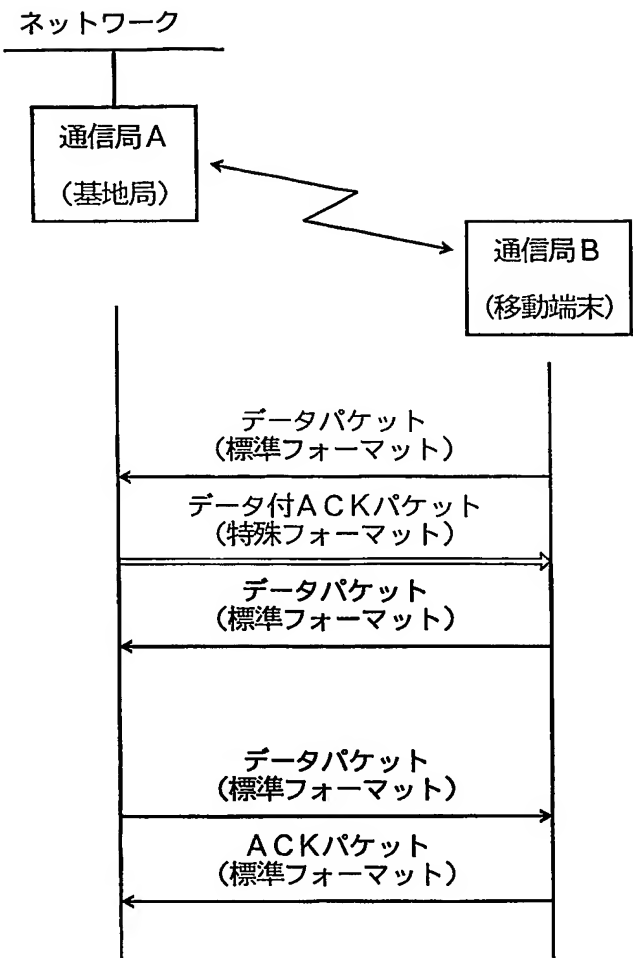 ネットワーク
通信局A
(基地局)
通信局B
(移動端末)
データパケット
(標準フォーマット)
データ付ACKパケット
(特殊フォーマット)
データパケット
(標準フォーマット)
データパケット
(標準フォーマット)
ACKパケット
(標準フォーマット)